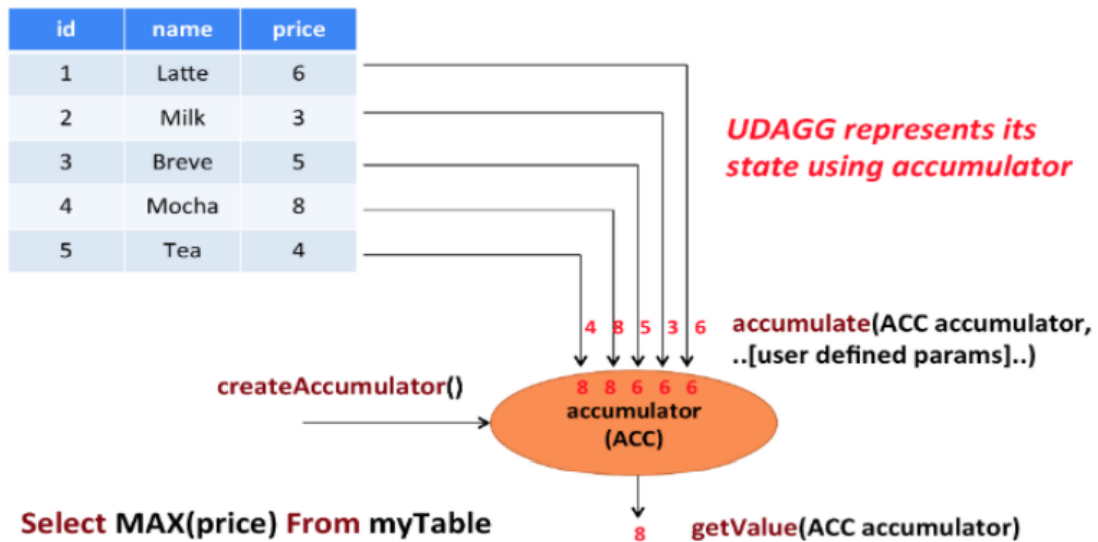 id name price
1 Latte 6
2 Milk 3
3 Breve 5
4 Mocha 8
5 Tea 4
UDAGG represents its
state using accumulator
4 8 5 3 6
accumulate(ACC accumulator,
..[user defined params]..)
createAccumulator()
8 8 6 6 6
accumulator
(ACC)
Select MAX(price) From myTable
8
getValue(ACC accumulator)